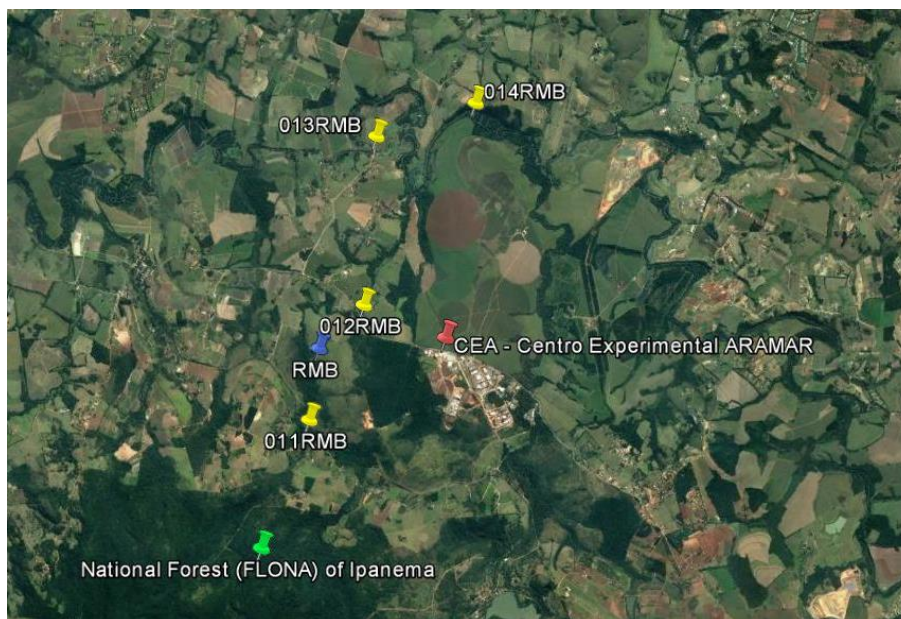 014RMB
013RMB
012RMB
CEA - Centro Experimental ARAMAR
RMB
011RMB
National Forest (FLONA) of Ipanema